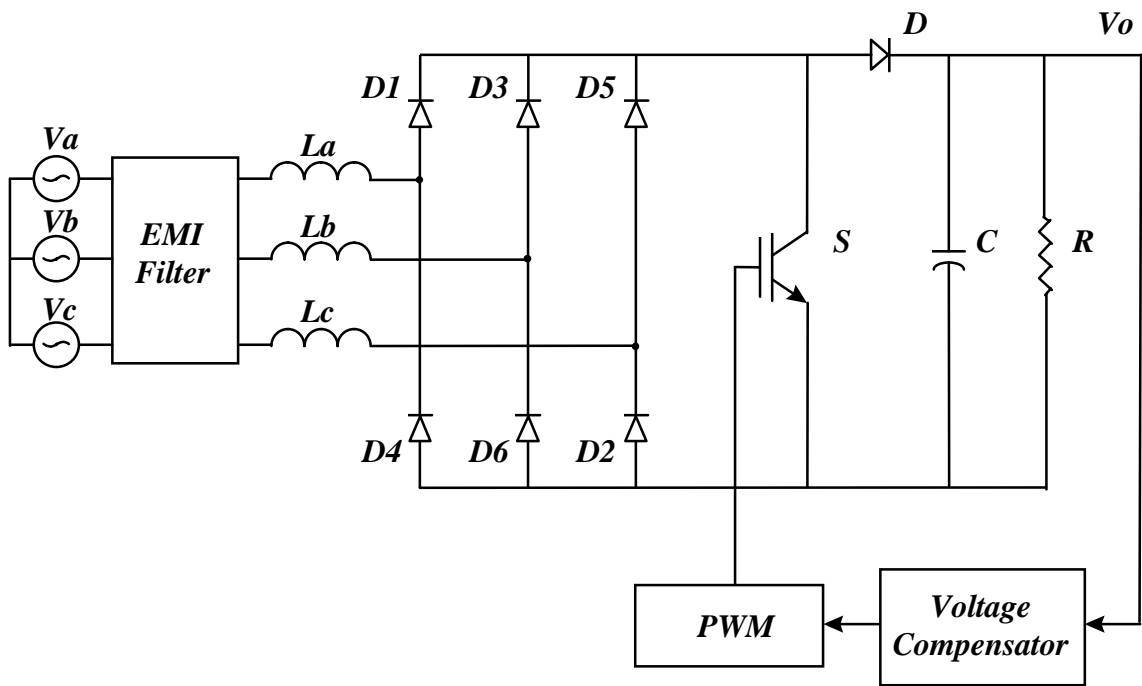 D Vo
D1 D3 D5
Va La
Vb EMI Lb S C R
Filter
Vc Lc
D4 D6 D2
PWM Voltage
Compensator